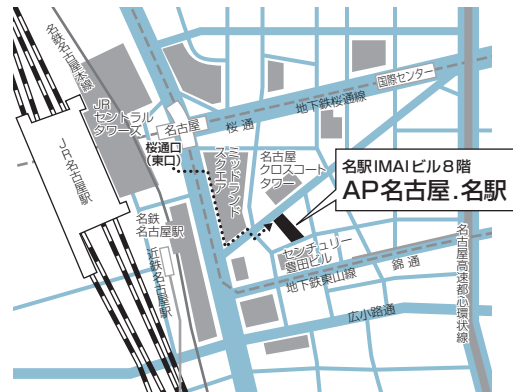 名鉄名古屋本線
JR
セントラル
タワーズ
JR名古屋駅
名古屋
桜通
地下鉄桜通線
国際センター
桜通口
(東口)
ミッドランド
スクエア
名古屋
クロスコート
タワー
名駅IMAIビル8階
AP名古屋.名駅
名鉄
名古屋駅
近鉄名古屋駅
センチュリー
豊田ビル
地下鉄東山線
錦通
広小路通
名古屋高速都心環状線